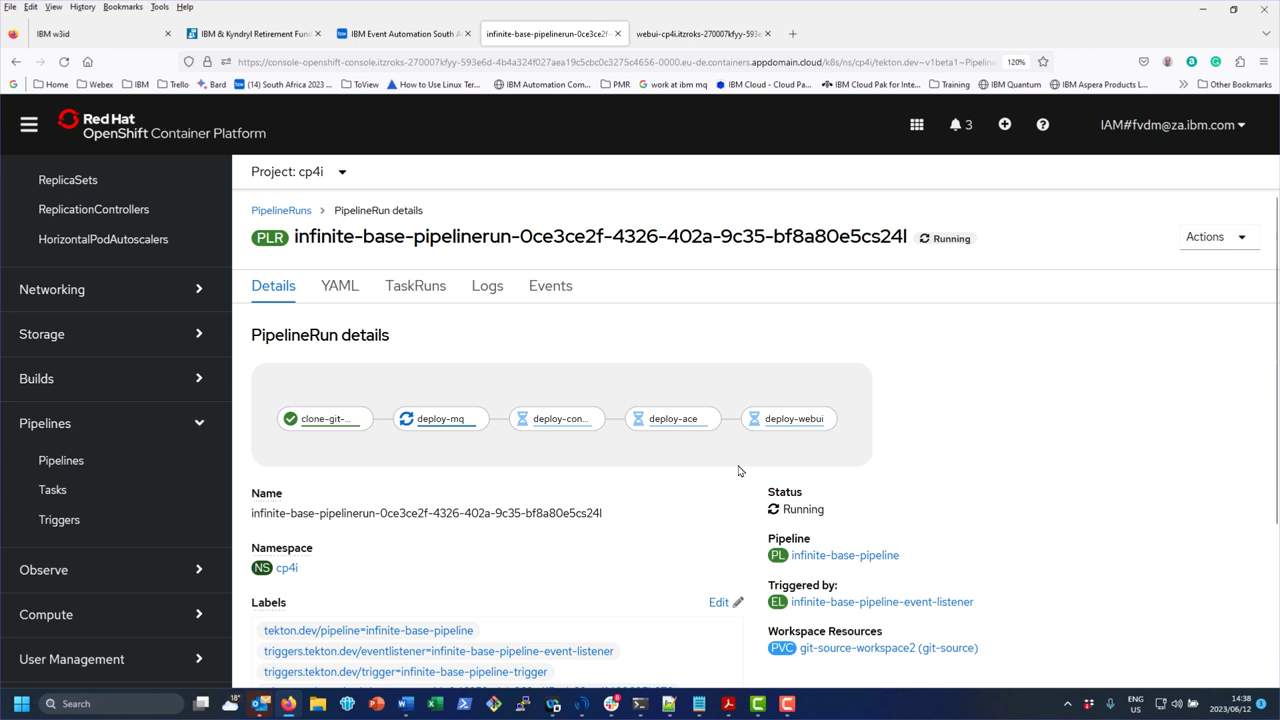 File Edit View History Bookmarks Tools Help
IBM w3id
IBM & Kyndryl Retirement Fun
IBM Event Automation South A
infinite-base-pipelinerun-0ce3ce2f-
webui-cp4i.itzroks-270007kfyy-593e
https://console-openshift-console.itzroks-270007kfyy-593e6d-4b4a324f027aea19c5cbc0c3275c4656-0000.eu-de.containers.appdomain.cloud/k8s/ns/cp4i/tekton.dev~v1beta1~Pipeline
120%
Home Webex IBM Trello Bard (14) South Africa 2023 ... ToView How to Use Linux Ter... IBM Automation Com... PMR work at ibm mq IBM Cloud - Cloud Pa... IBM Cloud Pak for Inte... Training IBM Quantum IBM Aspera Products L... Other Bookmarks
Red Hat
OpenShift Container Platform
3
IAM#fvdm@za.ibm.com
ReplicaSets
ReplicationControllers
HorizontalPodAutoscalers
Networking
Storage
Builds
Pipelines
Pipelines
Tasks
Triggers
Observe
Compute
User Management
Project: cp4i
PipelineRuns > PipelineRun details
PLR infinite-base-pipelinerun-0ce3ce2f-4326-402a-9c35-bf8a80e5cs24l Running
Actions
Details YAML TaskRuns Logs Events
PipelineRun details
clone-git-... deploy-mq deploy-con... deploy-ace deploy-webui
Name
infinite-base-pipelinerun-0ce3ce2f-4326-402a-9c35-bf8a80e5cs24l
Namespace
NS cp4i
Labels
Edit
tekton.dev/pipeline=infinite-base-pipeline
triggers.tekton.dev/eventlistener=infinite-base-pipeline-event-listener
triggers.tekton.dev/trigger=infinite-base-pipeline-trigger
Status
Running
Pipeline
PL infinite-base-pipeline
Triggered by:
EL infinite-base-pipeline-event-listener
Workspace Resources
PVC git-source-workspace2 (git-source)
Search
18°
8
ENG
US
14:38
2023/06/12